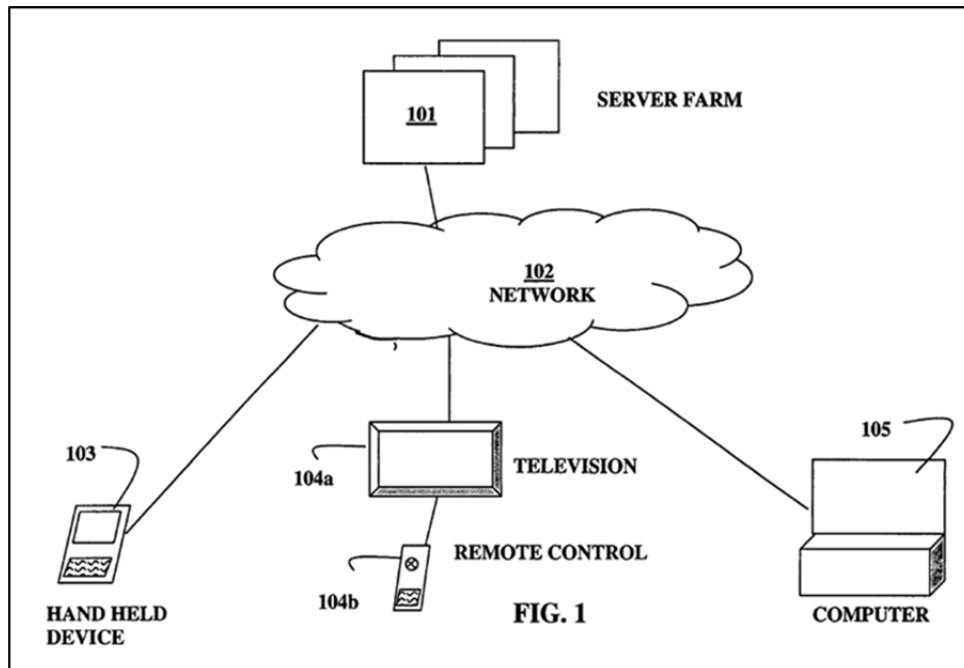 101
SERVER FARM
102
NETWORK
103
104a
TELEVISION
105
REMOTE CONTROL
104b
HAND HELD
DEVICE
FIG. 1
COMPUTER